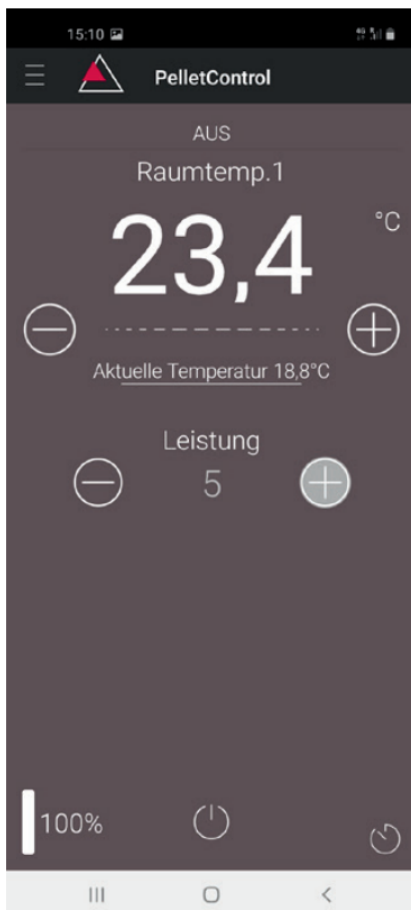 15:10
PelletControl
AUS
Raumtemp.1
23,4 °C
Aktuelle Temperatur 18,8°C
Leistung
5
100%